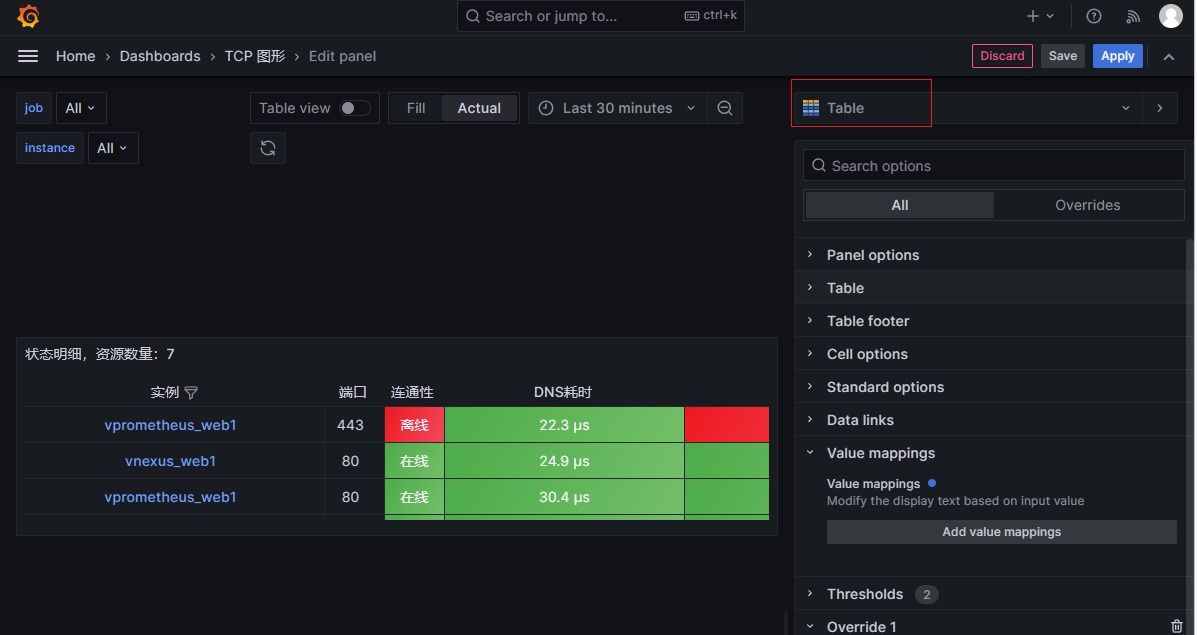 Search or jump to...
ctrl+k
Home › Dashboards › TCP 图形 › Edit panel
Discard
Save
Apply
job
All
Table view
Fill
Actual
Last 30 minutes
Table
instance
All
Search options
All
Overrides
Panel options
Table
Table footer
Cell options
Standard options
Data links
Value mappings
Value mappings
Modify the display text based on input value
Add value mappings
Thresholds 2
Override 1
状态明细，资源数量：7
实例 端口 连通性 DNS耗时
vprometheus_web1 443 离线 22.3 µs
vnexus_web1 80 在线 24.9 µs
vprometheus_web1 80 在线 30.4 µs